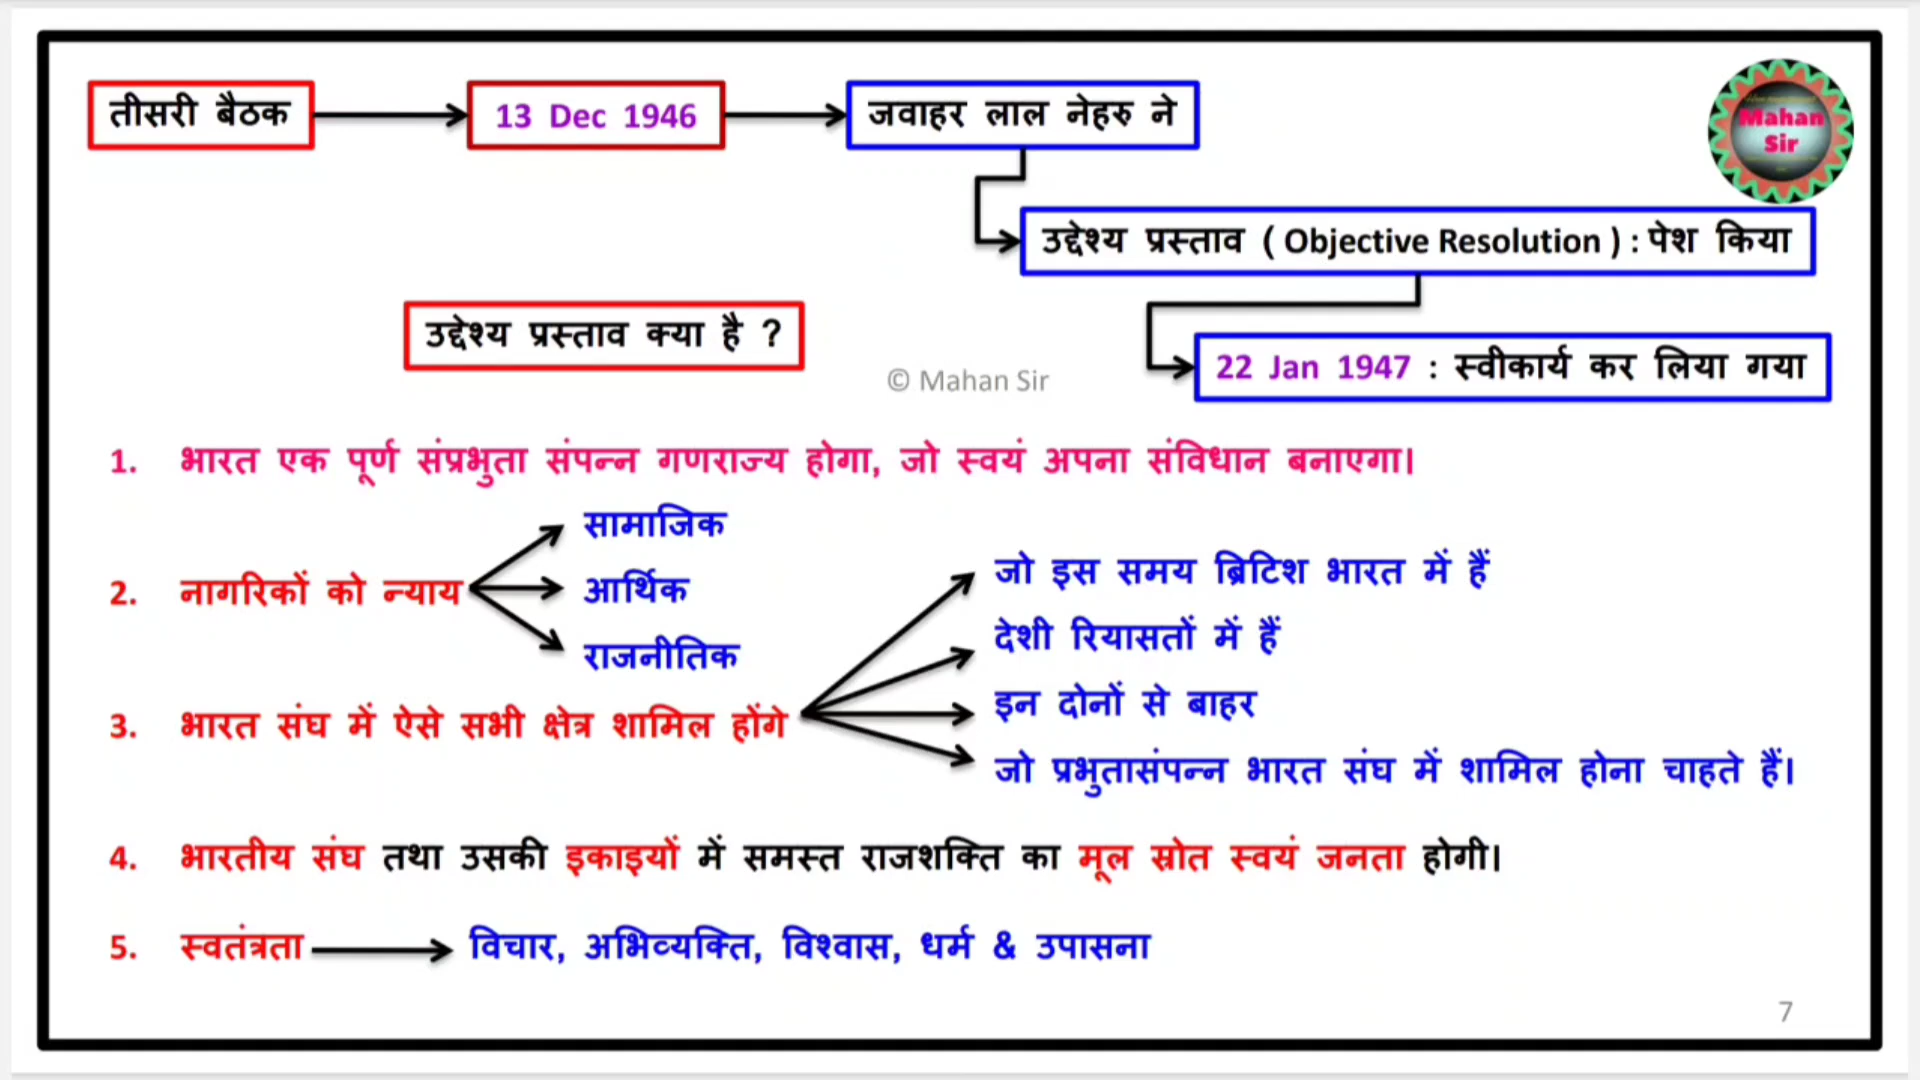 तीसरी बैठक
13 Dec 1946
जवाहर लाल नेहरु ने
Mahan
Sir
उद्देश्य प्रस्ताव ( Objective Resolution ) : पेश किया
उद्देश्य प्रस्ताव क्या है ?
22 Jan 1947 : स्वीकार्य कर लिया गया
© Mahan Sir
1. भारत एक पूर्ण संप्रभुता संपन्न गणराज्य होगा, जो स्वयं अपना संविधान बनाएगा।
2. नागरिकों को न्याय
सामाजिक
आर्थिक
राजनीतिक
3. भारत संघ में ऐसे सभी क्षेत्र शामिल होंगे
जो इस समय ब्रिटिश भारत में हैं
देशी रियासतों में हैं
इन दोनों से बाहर
जो प्रभुतासंपन्न भारत संघ में शामिल होना चाहते हैं।
4. भारतीय संघ तथा उसकी इकाइयों में समस्त राजशक्ति का मूल स्रोत स्वयं जनता होगी।
5. स्वतंत्रता
विचार, अभिव्यक्ति, विश्वास, धर्म & उपासना
7